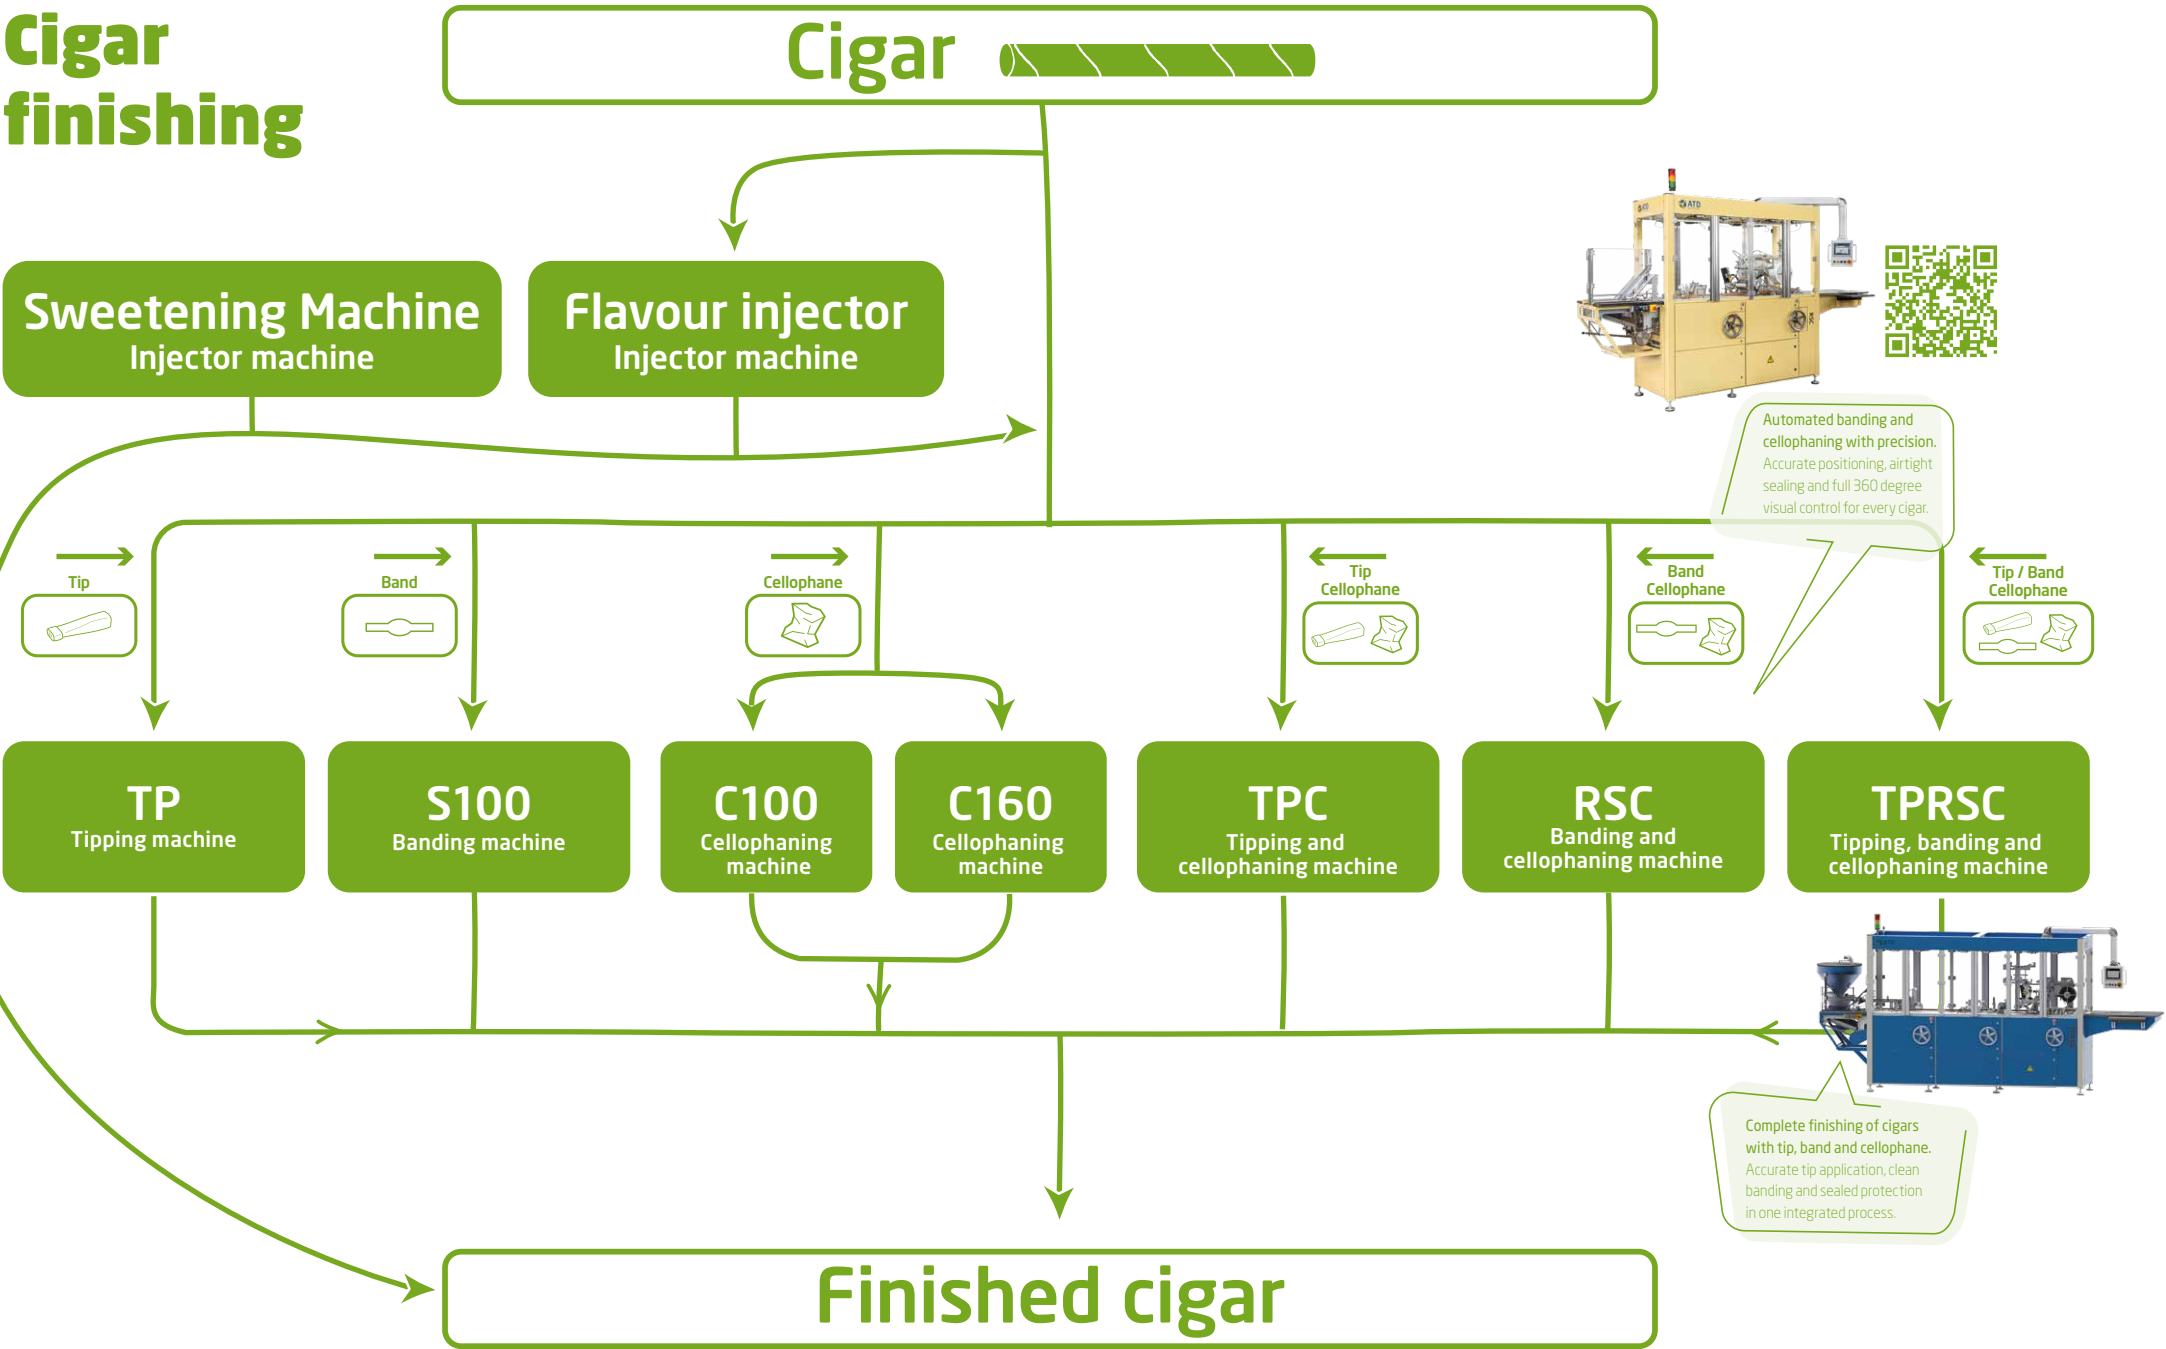 Cigar
finishing
Cigar
Sweetening Machine
Injector machine
Flavour injector
Injector machine
ATD
Automated banding and
cellophaning with precision.
Accurate positioning, airtight
sealing and full 360 degree
visual control for every cigar.
Tip
Band
Cellophane
Tip
Cellophane
Band
Cellophane
Tip / Band
Cellophane
TP
Tipping machine
S100
Banding machine
C100
Cellophaning
machine
C160
Cellophaning
machine
TPC
Tipping and
cellophaning machine
RSC
Banding and
cellophaning machine
TPRSC
Tipping, banding and
cellophaning machine
Complete finishing of cigars
with tip, band and cellophane.
Accurate tip application, clean
banding and sealed protection
in one integrated process.
Finished cigar